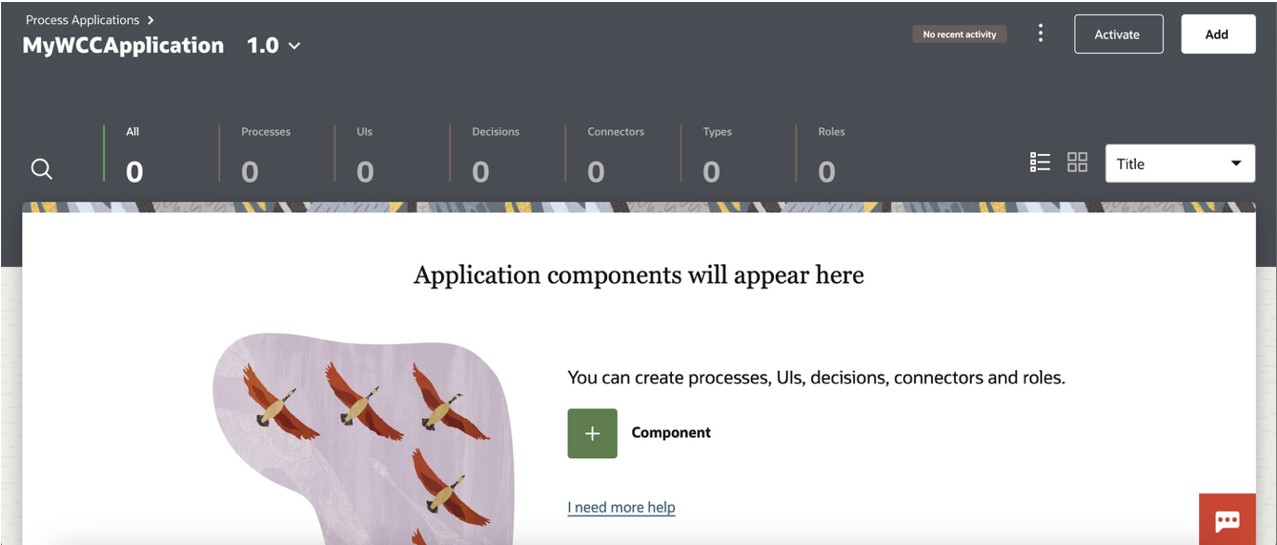 Process Applications
MyWCCApplication 1.0
No recent activity
Activate
Add
All
Processes
UIs
Decisions
Connectors
Types
Roles
0
0
0
0
0
0
0
Title
Application components will appear here
You can create processes, UIs, decisions, connectors and roles.
+ Component
I need more help